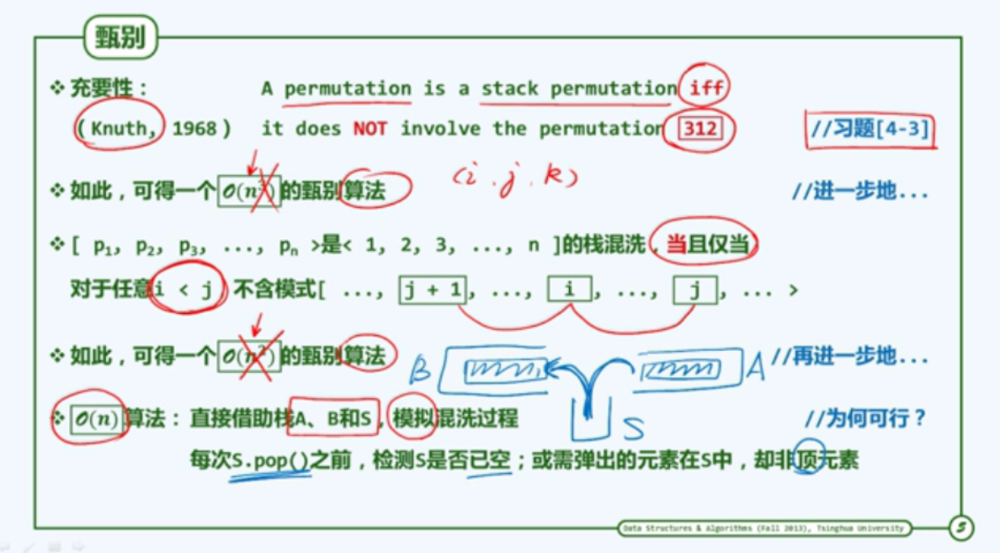 甄别
❖ 充要性： A permutation is a stack permutation iff
(Knuth, 1968) it does NOT involve the permutation 312 //习题[4-3]
(i.j.k)
❖ 如此，可得一个 O(n³) 的甄别算法 //进一步地...
❖ [ p₁, p₂, p₃, ..., pₙ >是< 1, 2, 3, ..., n ]的栈混洗，当且仅当
对于任意i < j，不含模式[ ..., j + 1, ..., i, ..., j, ... >
❖ 如此，可得一个 O(n²) 的甄别算法 //再进一步地...
B A
S
❖ O(n) 算法：直接借助栈A、B和S，模拟混洗过程 //为何可行？
每次S.pop()之前，检测S是否已空；或需弹出的元素在S中，却非顶元素
Data Structures & Algorithms (Fall 2013), Tsinghua University
5